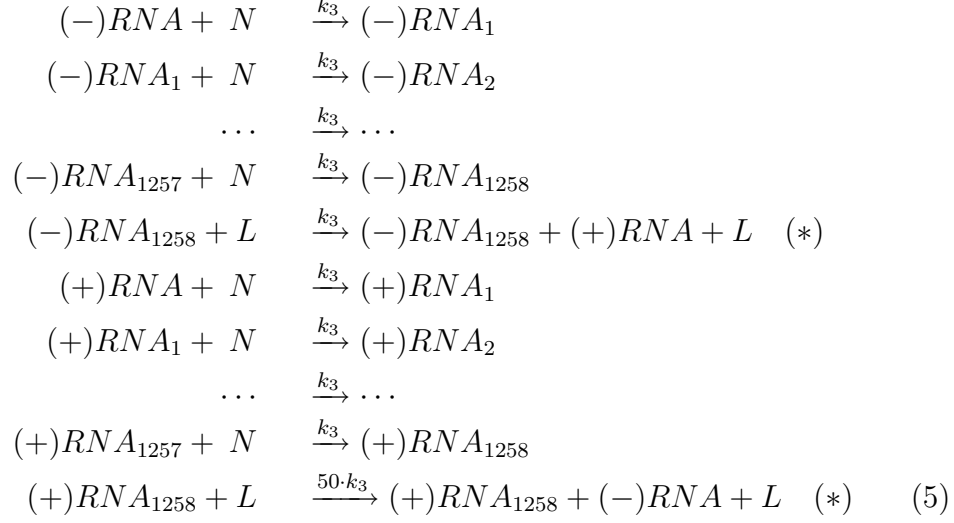 (−)RNA + N  k₃→ (−)RNA₁
(−)RNA₁ + N  k₃→ (−)RNA₂
⋯  k₃→ ⋯
(−)RNA₁₂₅₇ + N  k₃→ (−)RNA₁₂₅₈
(−)RNA₁₂₅₈ + L  k₃→ (−)RNA₁₂₅₈ + (+)RNA + L (∗)
(+)RNA + N  k₃→ (+)RNA₁
(+)RNA₁ + N  k₃→ (+)RNA₂
⋯  k₃→ ⋯
(+)RNA₁₂₅₇ + N  k₃→ (+)RNA₁₂₅₈
(+)RNA₁₂₅₈ + L  50·k₃→ (+)RNA₁₂₅₈ + (−)RNA + L (∗) (5)